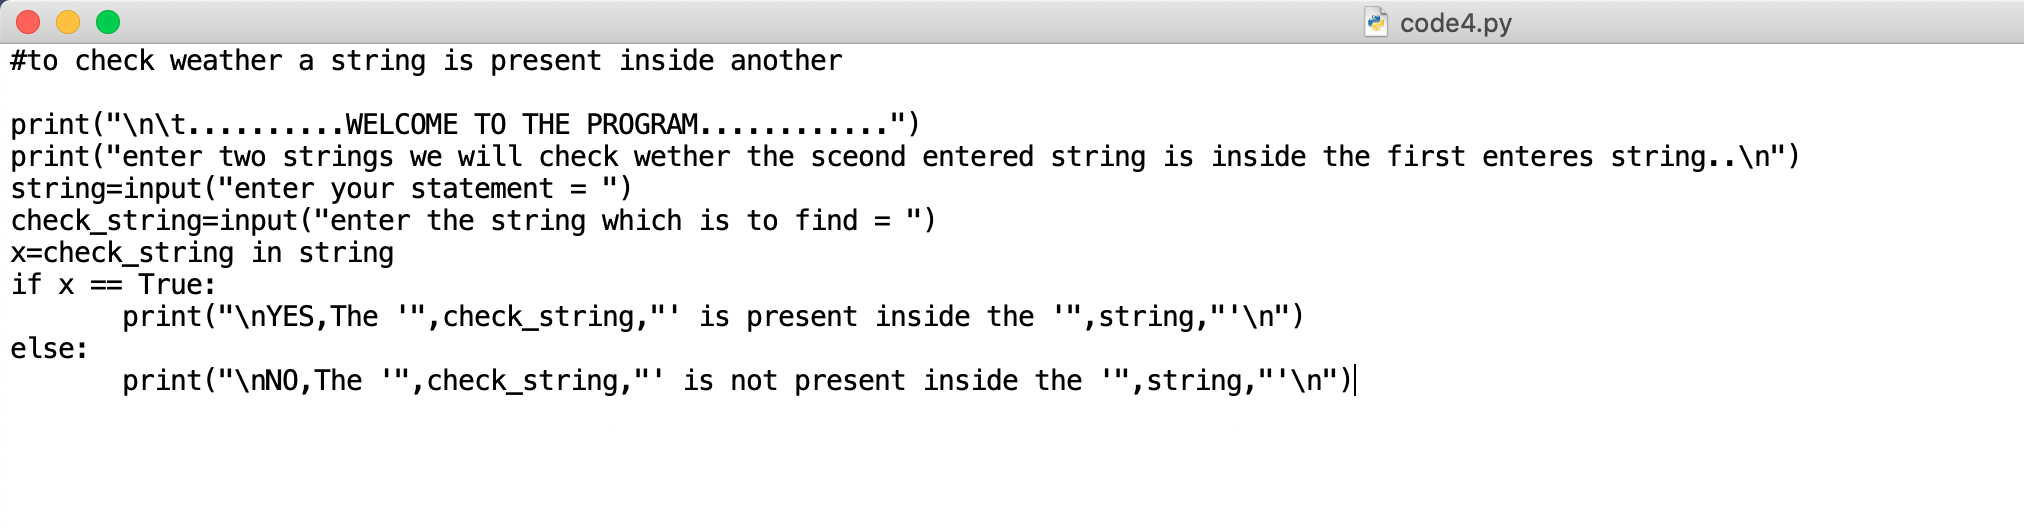 code4.py
#to check weather a string is present inside another
print("\n\t..........WELCOME TO THE PROGRAM............")
print("enter two strings we will check wether the sceond entered string is inside the first enteres string..\n")
string=input("enter your statement = ")
check_string=input("enter the string which is to find = ")
x=check_string in string
if x == True:
       print("\nYES,The '",check_string,"' is present inside the '",string,"'\n")
else:
       print("\nNO,The '",check_string,"' is not present inside the '",string,"'\n")